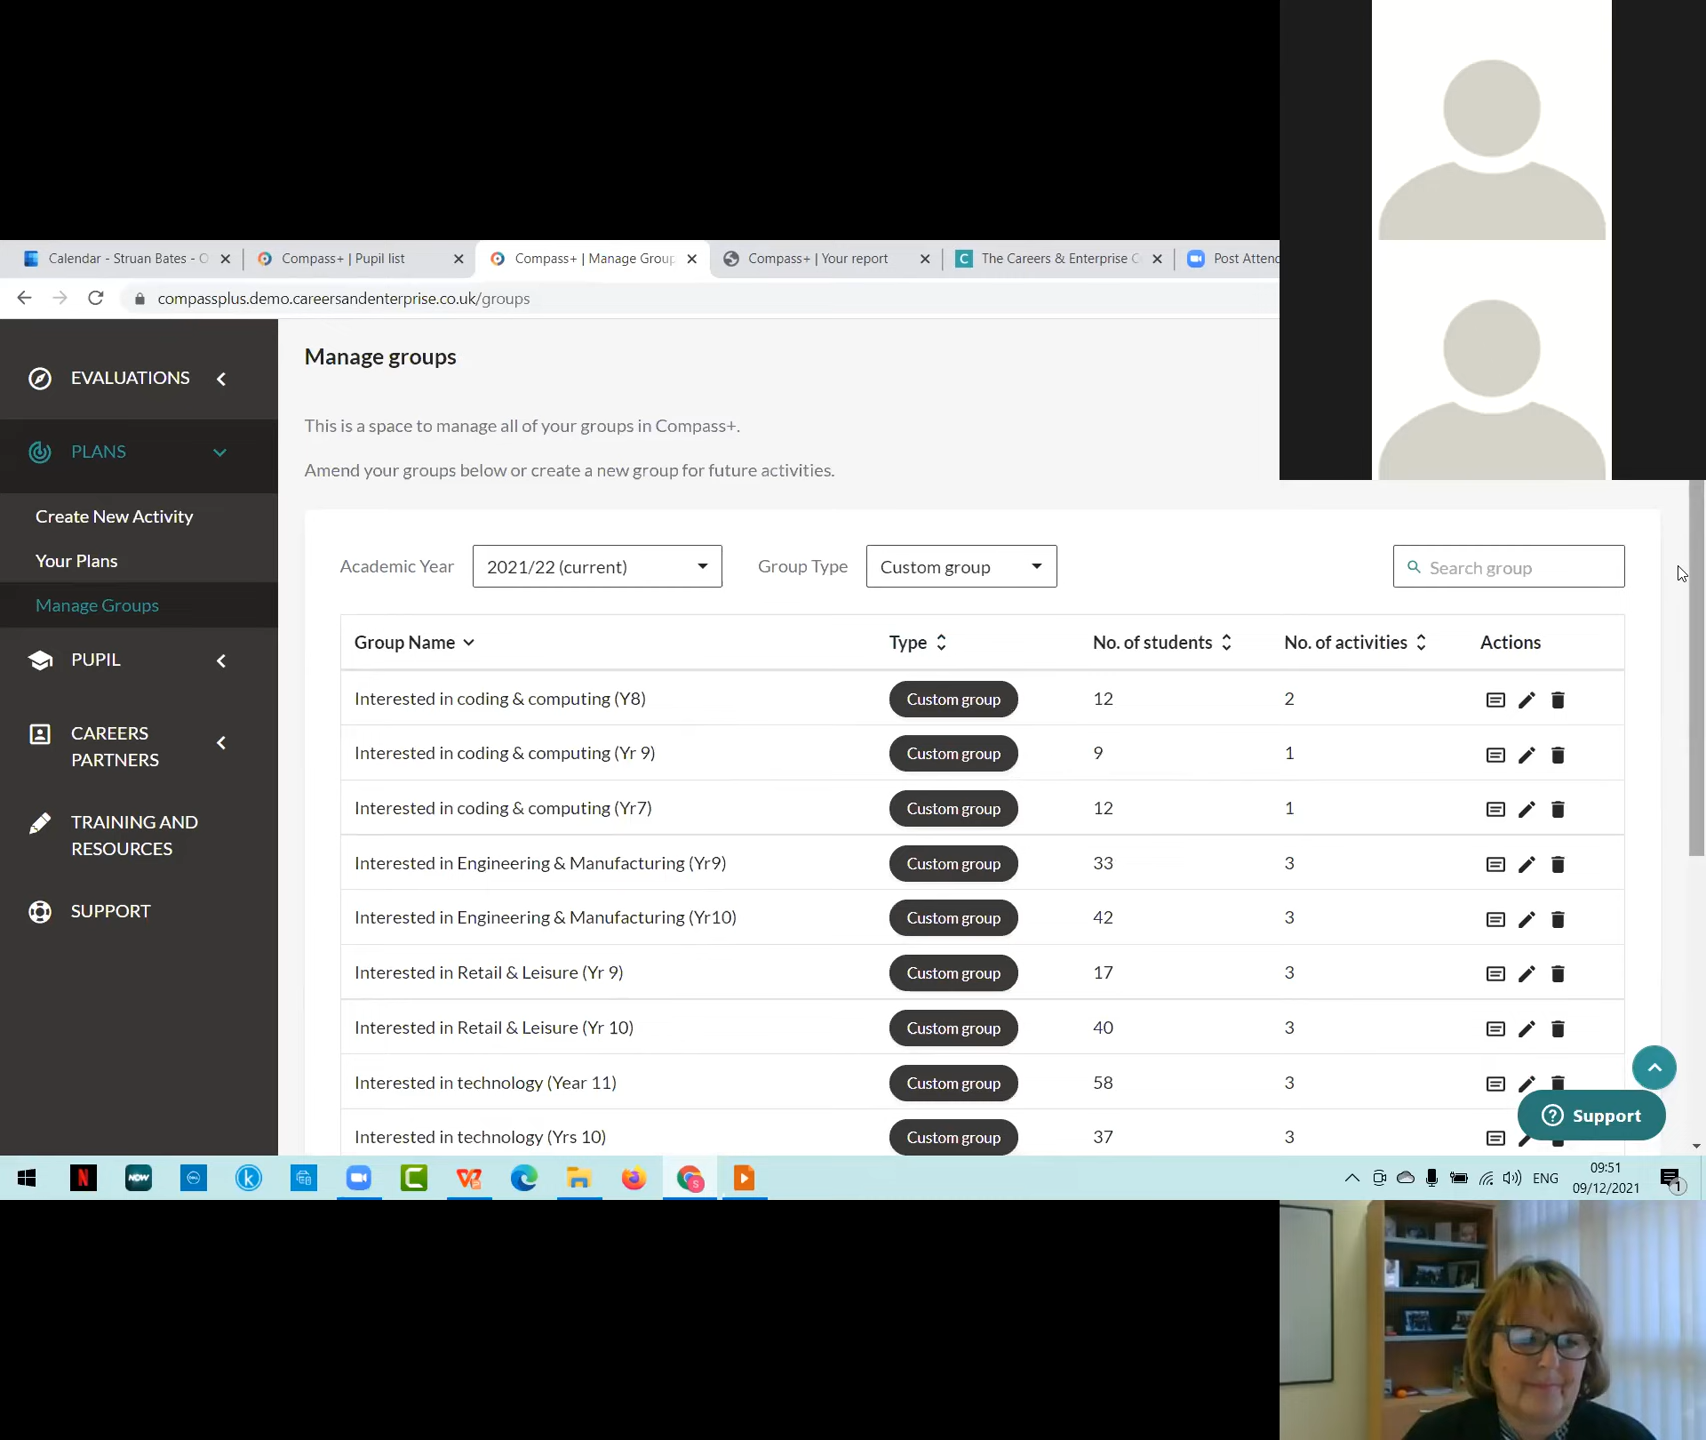 Calendar - Struan Bates - O
Compass+ | Pupil list
Compass+ | Manage Group
Compass+ | Your report
The Careers & Enterprise C
Post Attend
compassplus.demo.careersandenterprise.co.uk/groups
EVALUATIONS
PLANS
Create New Activity
Your Plans
Manage Groups
PUPIL
CAREERS
PARTNERS
TRAINING AND
RESOURCES
SUPPORT
Manage groups
This is a space to manage all of your groups in Compass+.
Amend your groups below or create a new group for future activities.
Academic Year 2021/22 (current) Group Type Custom group Search group
Group Name Type No. of students No. of activities Actions
Interested in coding & computing (Y8) Custom group 12 2
Interested in coding & computing (Yr 9) Custom group 9 1
Interested in coding & computing (Yr7) Custom group 12 1
Interested in Engineering & Manufacturing (Yr9) Custom group 33 3
Interested in Engineering & Manufacturing (Yr10) Custom group 42 3
Interested in Retail & Leisure (Yr 9) Custom group 17 3
Interested in Retail & Leisure (Yr 10) Custom group 40 3
Interested in technology (Year 11) Custom group 58 3
Interested in technology (Yrs 10) Custom group 37 3
Support
N NOW k C ENG
09:51
09/12/2021
1